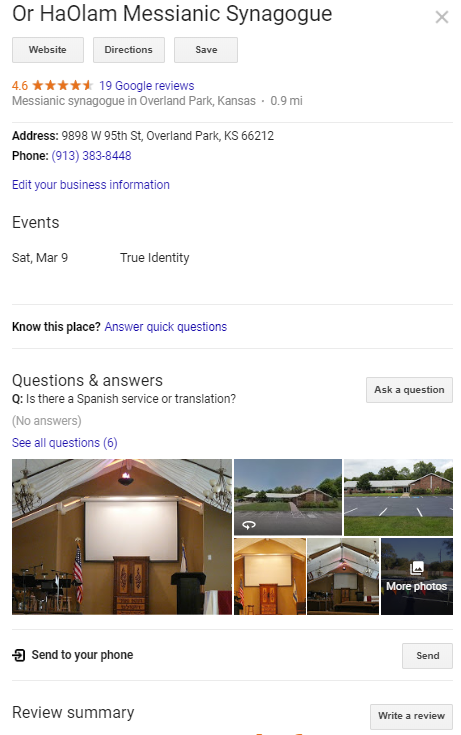 Or HaOlam Messianic Synagogue
Website Directions Save
4.6 19 Google reviews
Messianic synagogue in Overland Park, Kansas · 0.9 mi
Address: 9898 W 95th St, Overland Park, KS 66212
Phone: (913) 383-8448
Edit your business information
Events
Sat, Mar 9 True Identity
Know this place? Answer quick questions
Questions & answers
Ask a question
Q: Is there a Spanish service or translation?
(No answers)
See all questions (6)
More photos
Send to your phone Send
Review summary Write a review